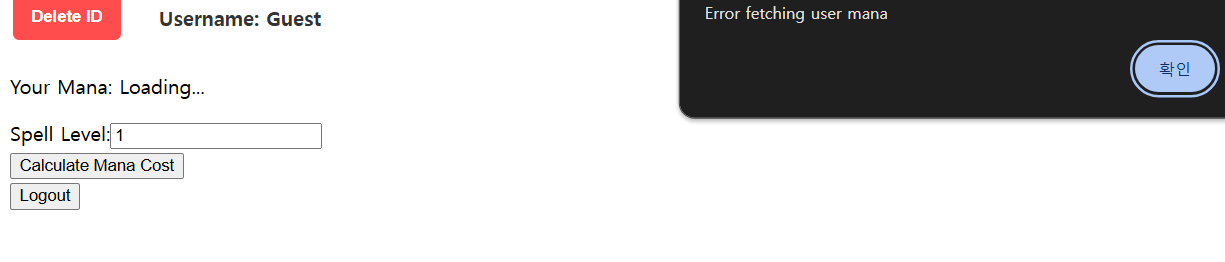 Delete ID
Username: Guest
Error fetching user mana
확인
Your Mana: Loading...
Spell Level:1
Calculate Mana Cost
Logout